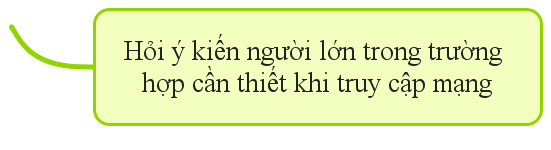 Hỏi ý kiến người lớn trong trường
hợp cần thiết khi truy cập mạng